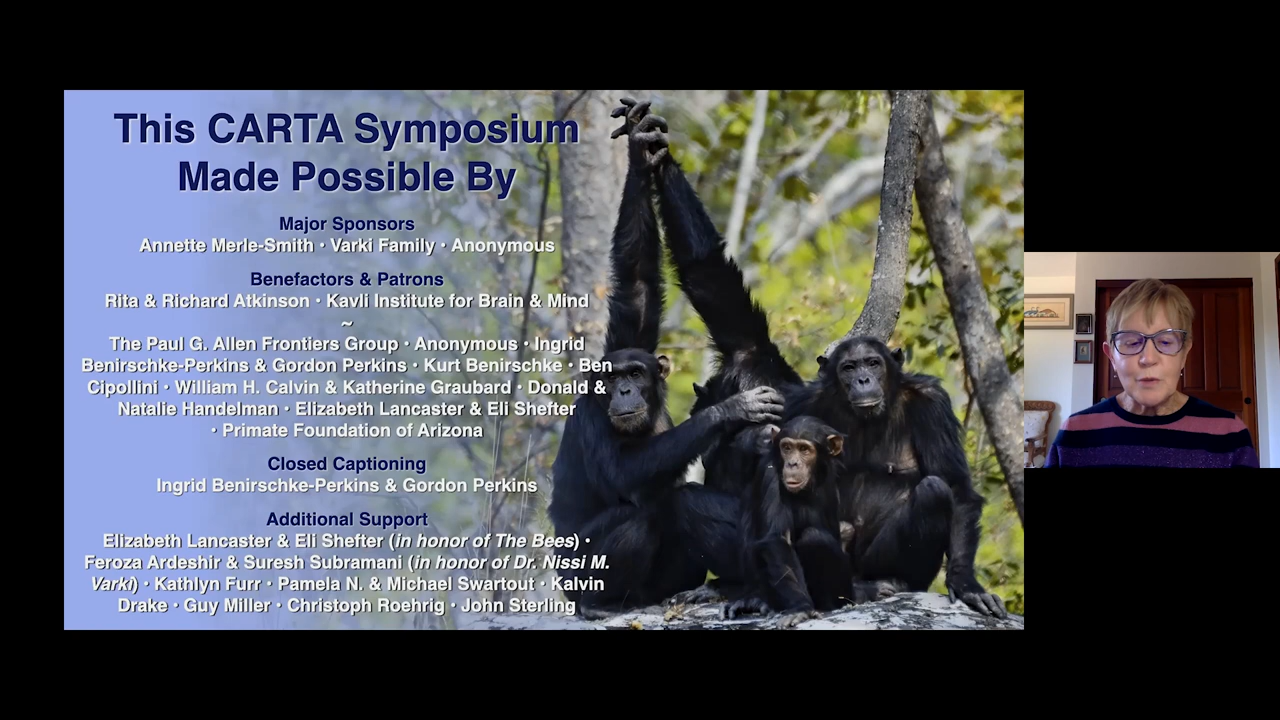 This CARTA Symposium
Made Possible By
Major Sponsors
Annette Merle-Smith • Varki Family • Anonymous
Benefactors & Patrons
Rita & Richard Atkinson • Kavli Institute for Brain & Mind
~
The Paul G. Allen Frontiers Group • Anonymous • Ingrid
Benirschke-Perkins & Gordon Perkins • Kurt Benirschke • Ben
Cipollini • William H. Calvin & Katherine Graubard • Donald &
Natalie Handelman • Elizabeth Lancaster & Eli Shefter
• Primate Foundation of Arizona
Closed Captioning
Ingrid Benirschke-Perkins & Gordon Perkins
Additional Support
Elizabeth Lancaster & Eli Shefter (in honor of The Bees) •
Feroza Ardeshir & Suresh Subramani (in honor of Dr. Nissi M.
Varki) • Kathlyn Furr • Pamela N. & Michael Swartout • Kalvin
Drake • Guy Miller • Christoph Roehrig • John Sterling